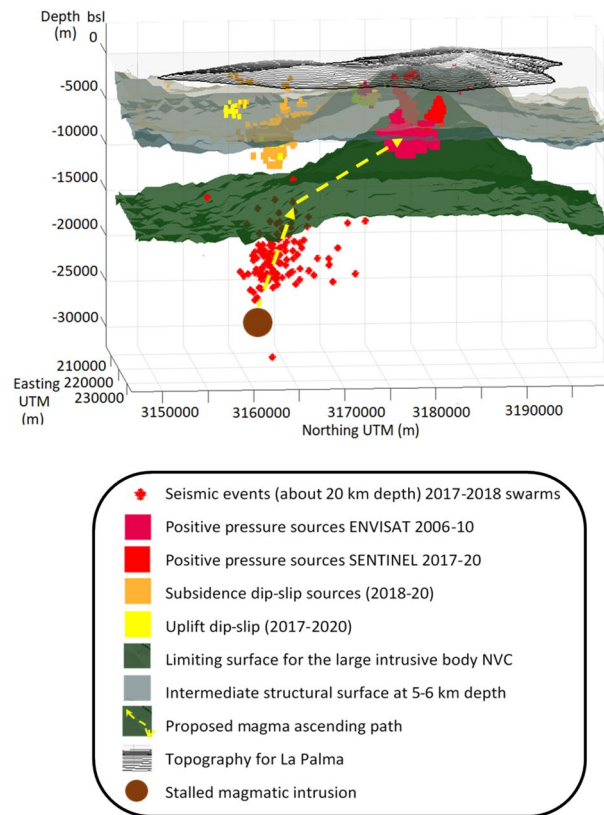 Depth bsl
(m)
0
-5000
-10000
-15000
-20000
-25000
-30000
210000
Easting 220000
UTM 230000
(m)
3150000 3160000 3170000 3180000 3190000
Northing UTM (m)
Seismic events (about 20 km depth) 2017-2018 swarms
Positive pressure sources ENVISAT 2006-10
Positive pressure sources SENTINEL 2017-20
Subsidence dip-slip sources (2018-20)
Uplift dip-slip (2017-2020)
Limiting surface for the large intrusive body NVC
Intermediate structural surface at 5-6 km depth
Proposed magma ascending path
Topography for La Palma
Stalled magmatic intrusion